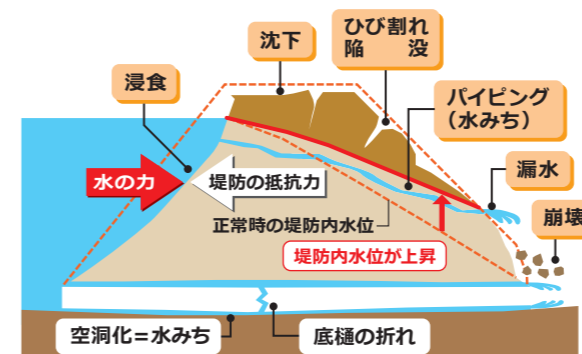 ひび割れ
陥　没
沈下
浸食
パイピング
（水みち）
漏水
水の力
堤防の抵抗力
崩壊
正常時の堤防内水位
堤防内水位が上昇
空洞化＝水みち
底樋の折れ